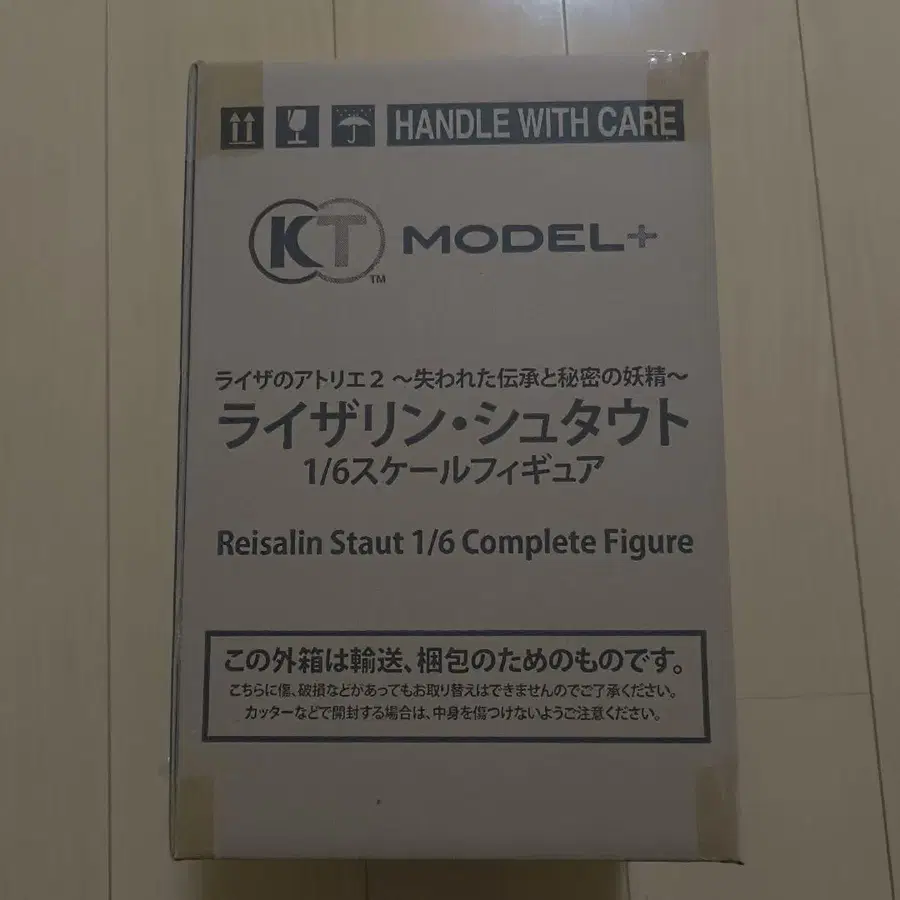 HANDLE WITH CARE
KT TM MODEL+
ライザのアトリエ2 ～失われた伝承と秘密の妖精～
ライザリン・シュタウト
1/6スケールフィギュア
Reisalin Staut 1/6 Complete Figure
この外箱は輸送、梱包のためのものです。
こちらに傷、破損などがあってもお取り替えはできませんのでご了承ください。
カッターなどで開封する場合は、中身を傷つけないようご注意ください。